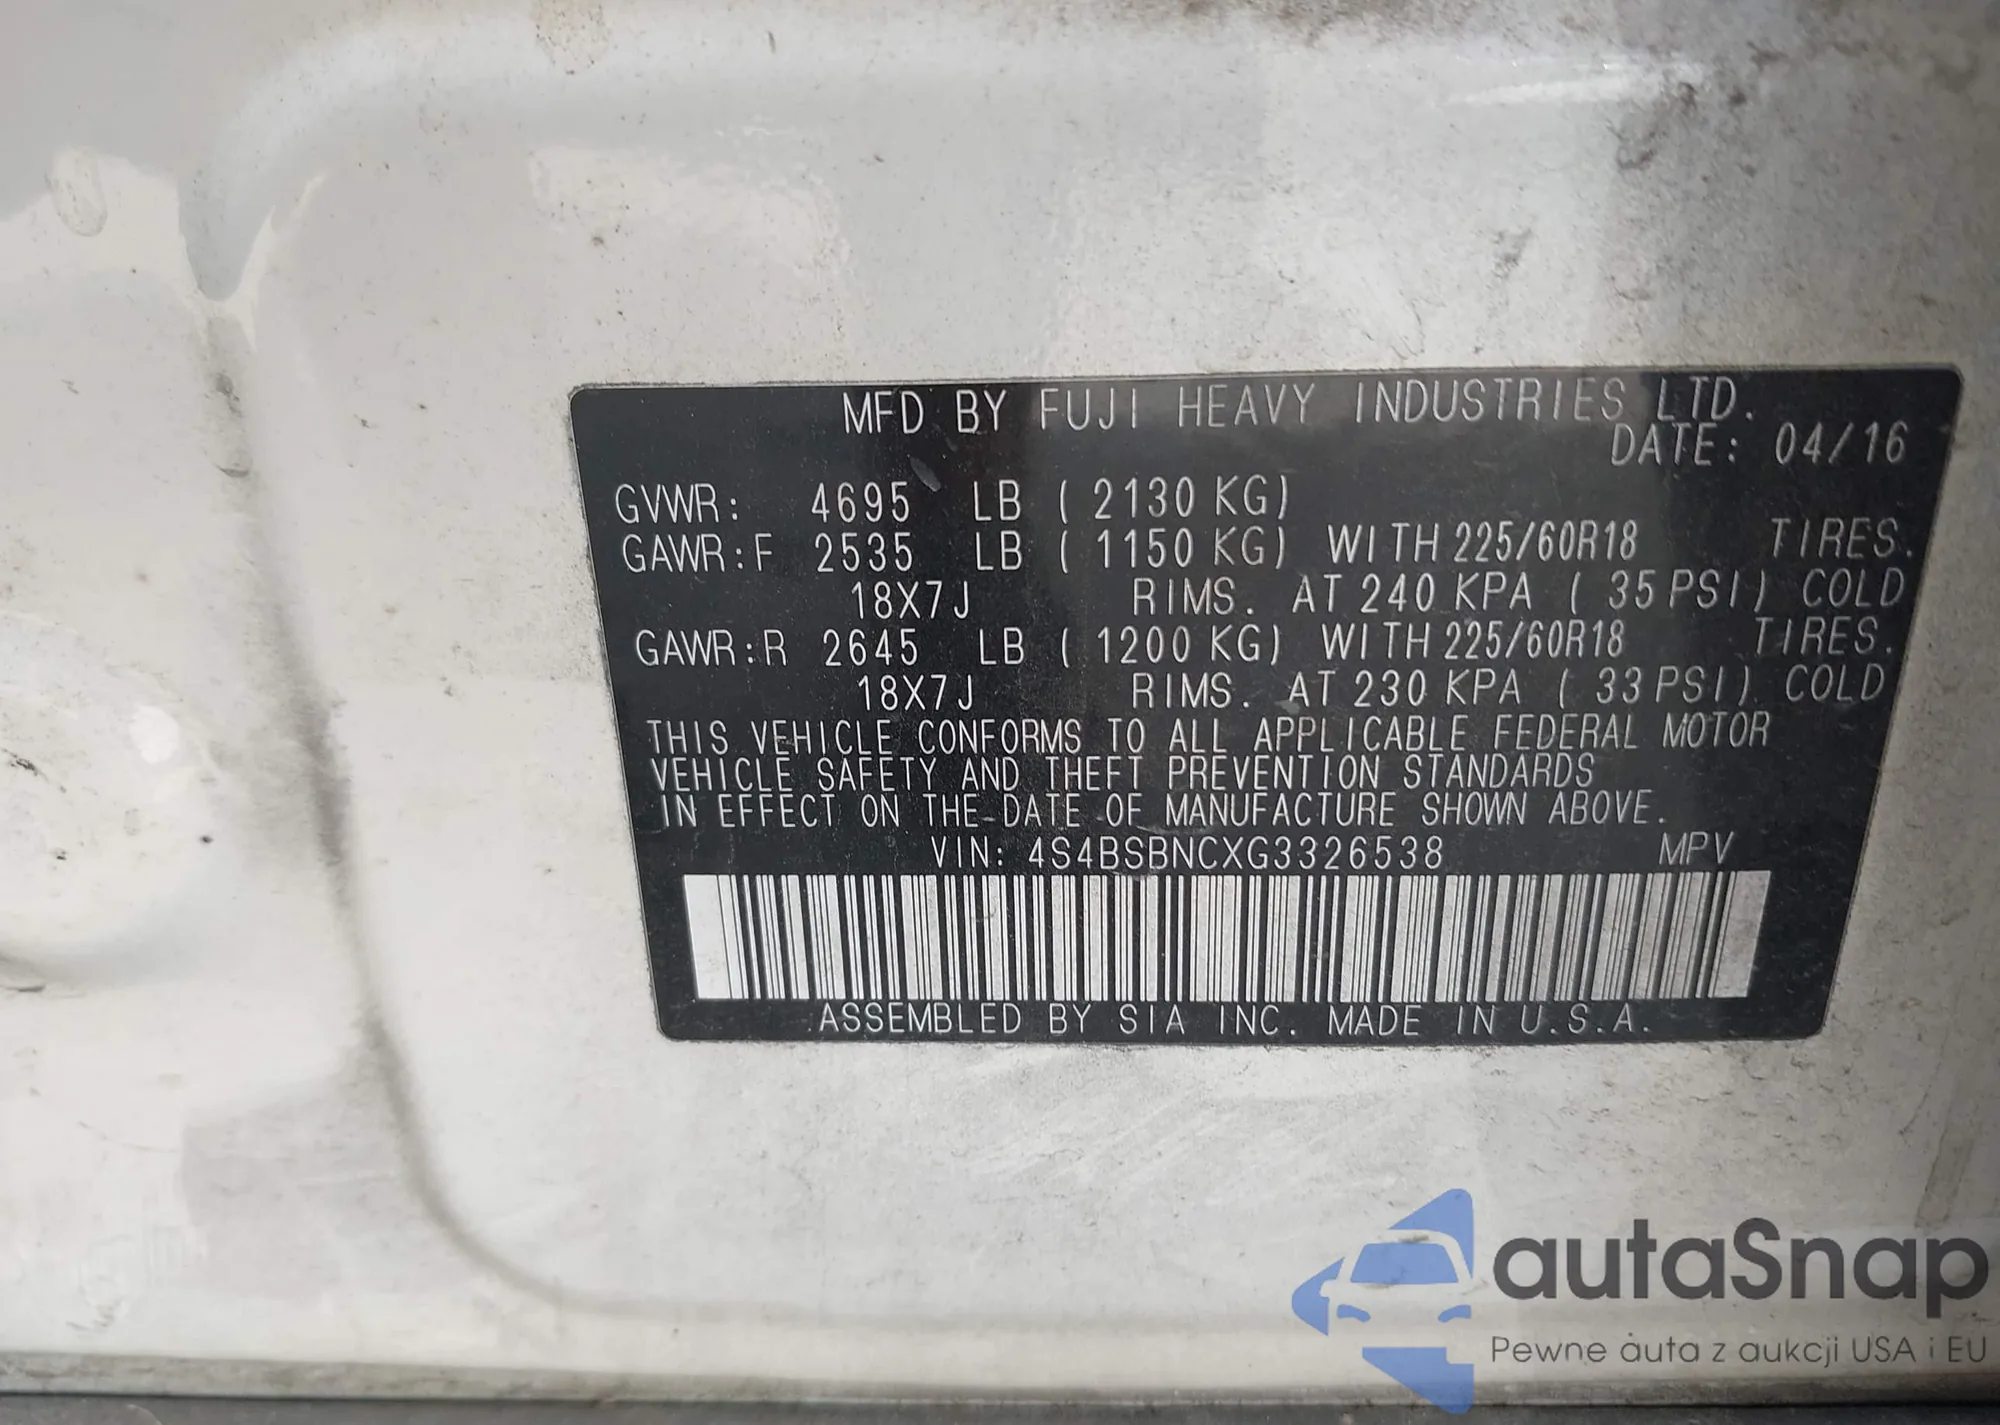 MFD BY FUJI HEAVY INDUSTRIES LTD.
DATE: 04/16
GVWR: 4695 LB ( 2130 KG)
GAWR:F 2535 LB ( 1150 KG) WITH 225/60R18 TIRES.
18X7J RIMS. AT 240 KPA ( 35 PSI) COLD
GAWR:R 2645 LB ( 1200 KG) WITH 225/60R18 TIRES.
18X7J RIMS. AT 230 KPA ( 33 PSI) COLD
THIS VEHICLE CONFORMS TO ALL APPLICABLE FEDERAL MOTOR
VEHICLE SAFETY AND THEFT PREVENTION STANDARDS
IN EFFECT ON THE DATE OF MANUFACTURE SHOWN ABOVE.
VIN: 4S4BSBNCXG3326538 MPV
ASSEMBLED BY SIA INC. MADE IN U.S.A.
autaSnap
Pewne auta z aukcji USA i EU